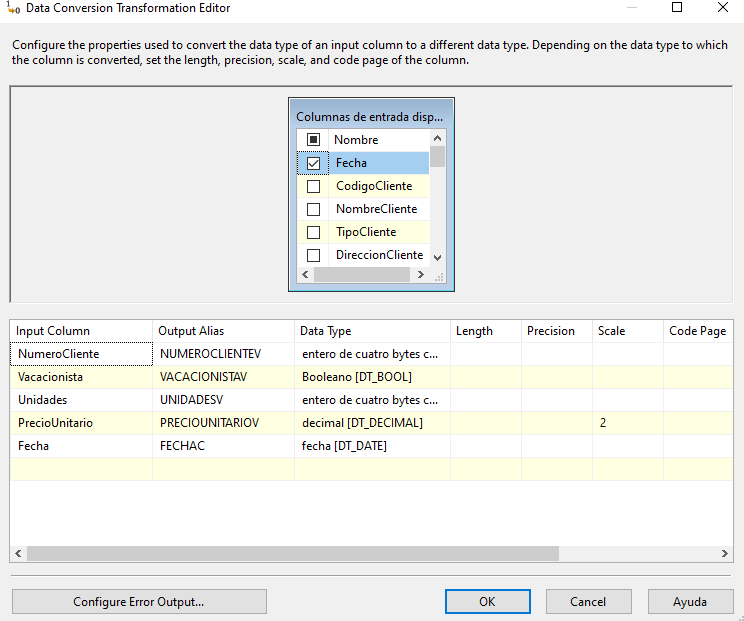 Data Conversion Transformation Editor
Configure the properties used to convert the data type of an input column to a different data type. Depending on the data type to which
the column is converted, set the length, precision, scale, and code page of the column.
Columnas de entrada disp...
Nombre
Fecha
CodigoCliente
NombreCliente
TipoCliente
DireccionCliente
Input Column Output Alias Data Type Length Precision Scale Code Page
NumeroCliente NUMEROCLIENTEV entero de cuatro bytes c...
Vacacionista VACACIONISTAV Booleano [DT_BOOL]
Unidades UNIDADESV entero de cuatro bytes c...
PrecioUnitario PRECIOUNITARIOV decimal [DT_DECIMAL] 2
Fecha FECHAC fecha [DT_DATE]
Configure Error Output... OK Cancel Ayuda